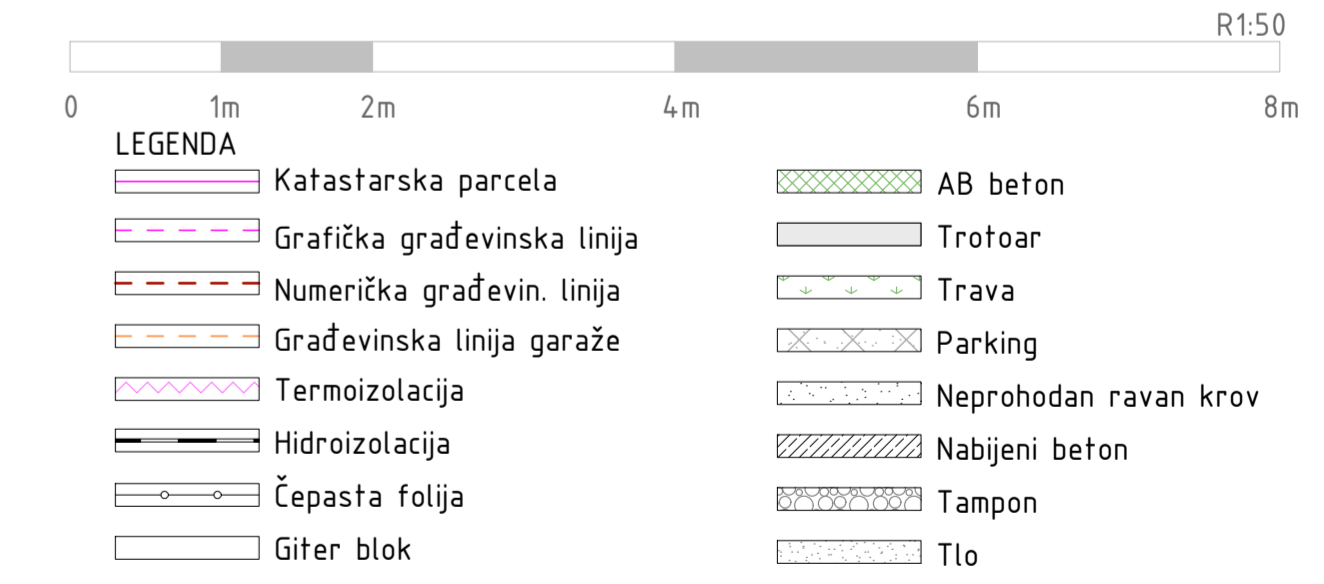 R1:50
0 1m 2m 4m 6m 8m
LEGENDA
Katastarska parcela
Grafička građevinska linija
Numerička građevin. linija
Građevinska linija garaže
Termoizolacija
Hidroizolacija
Čepasta folija
Giter blok
AB beton
Trotoar
Trava
Parking
Neprohodan ravan krov
Nabijeni beton
Tampon
Tlo